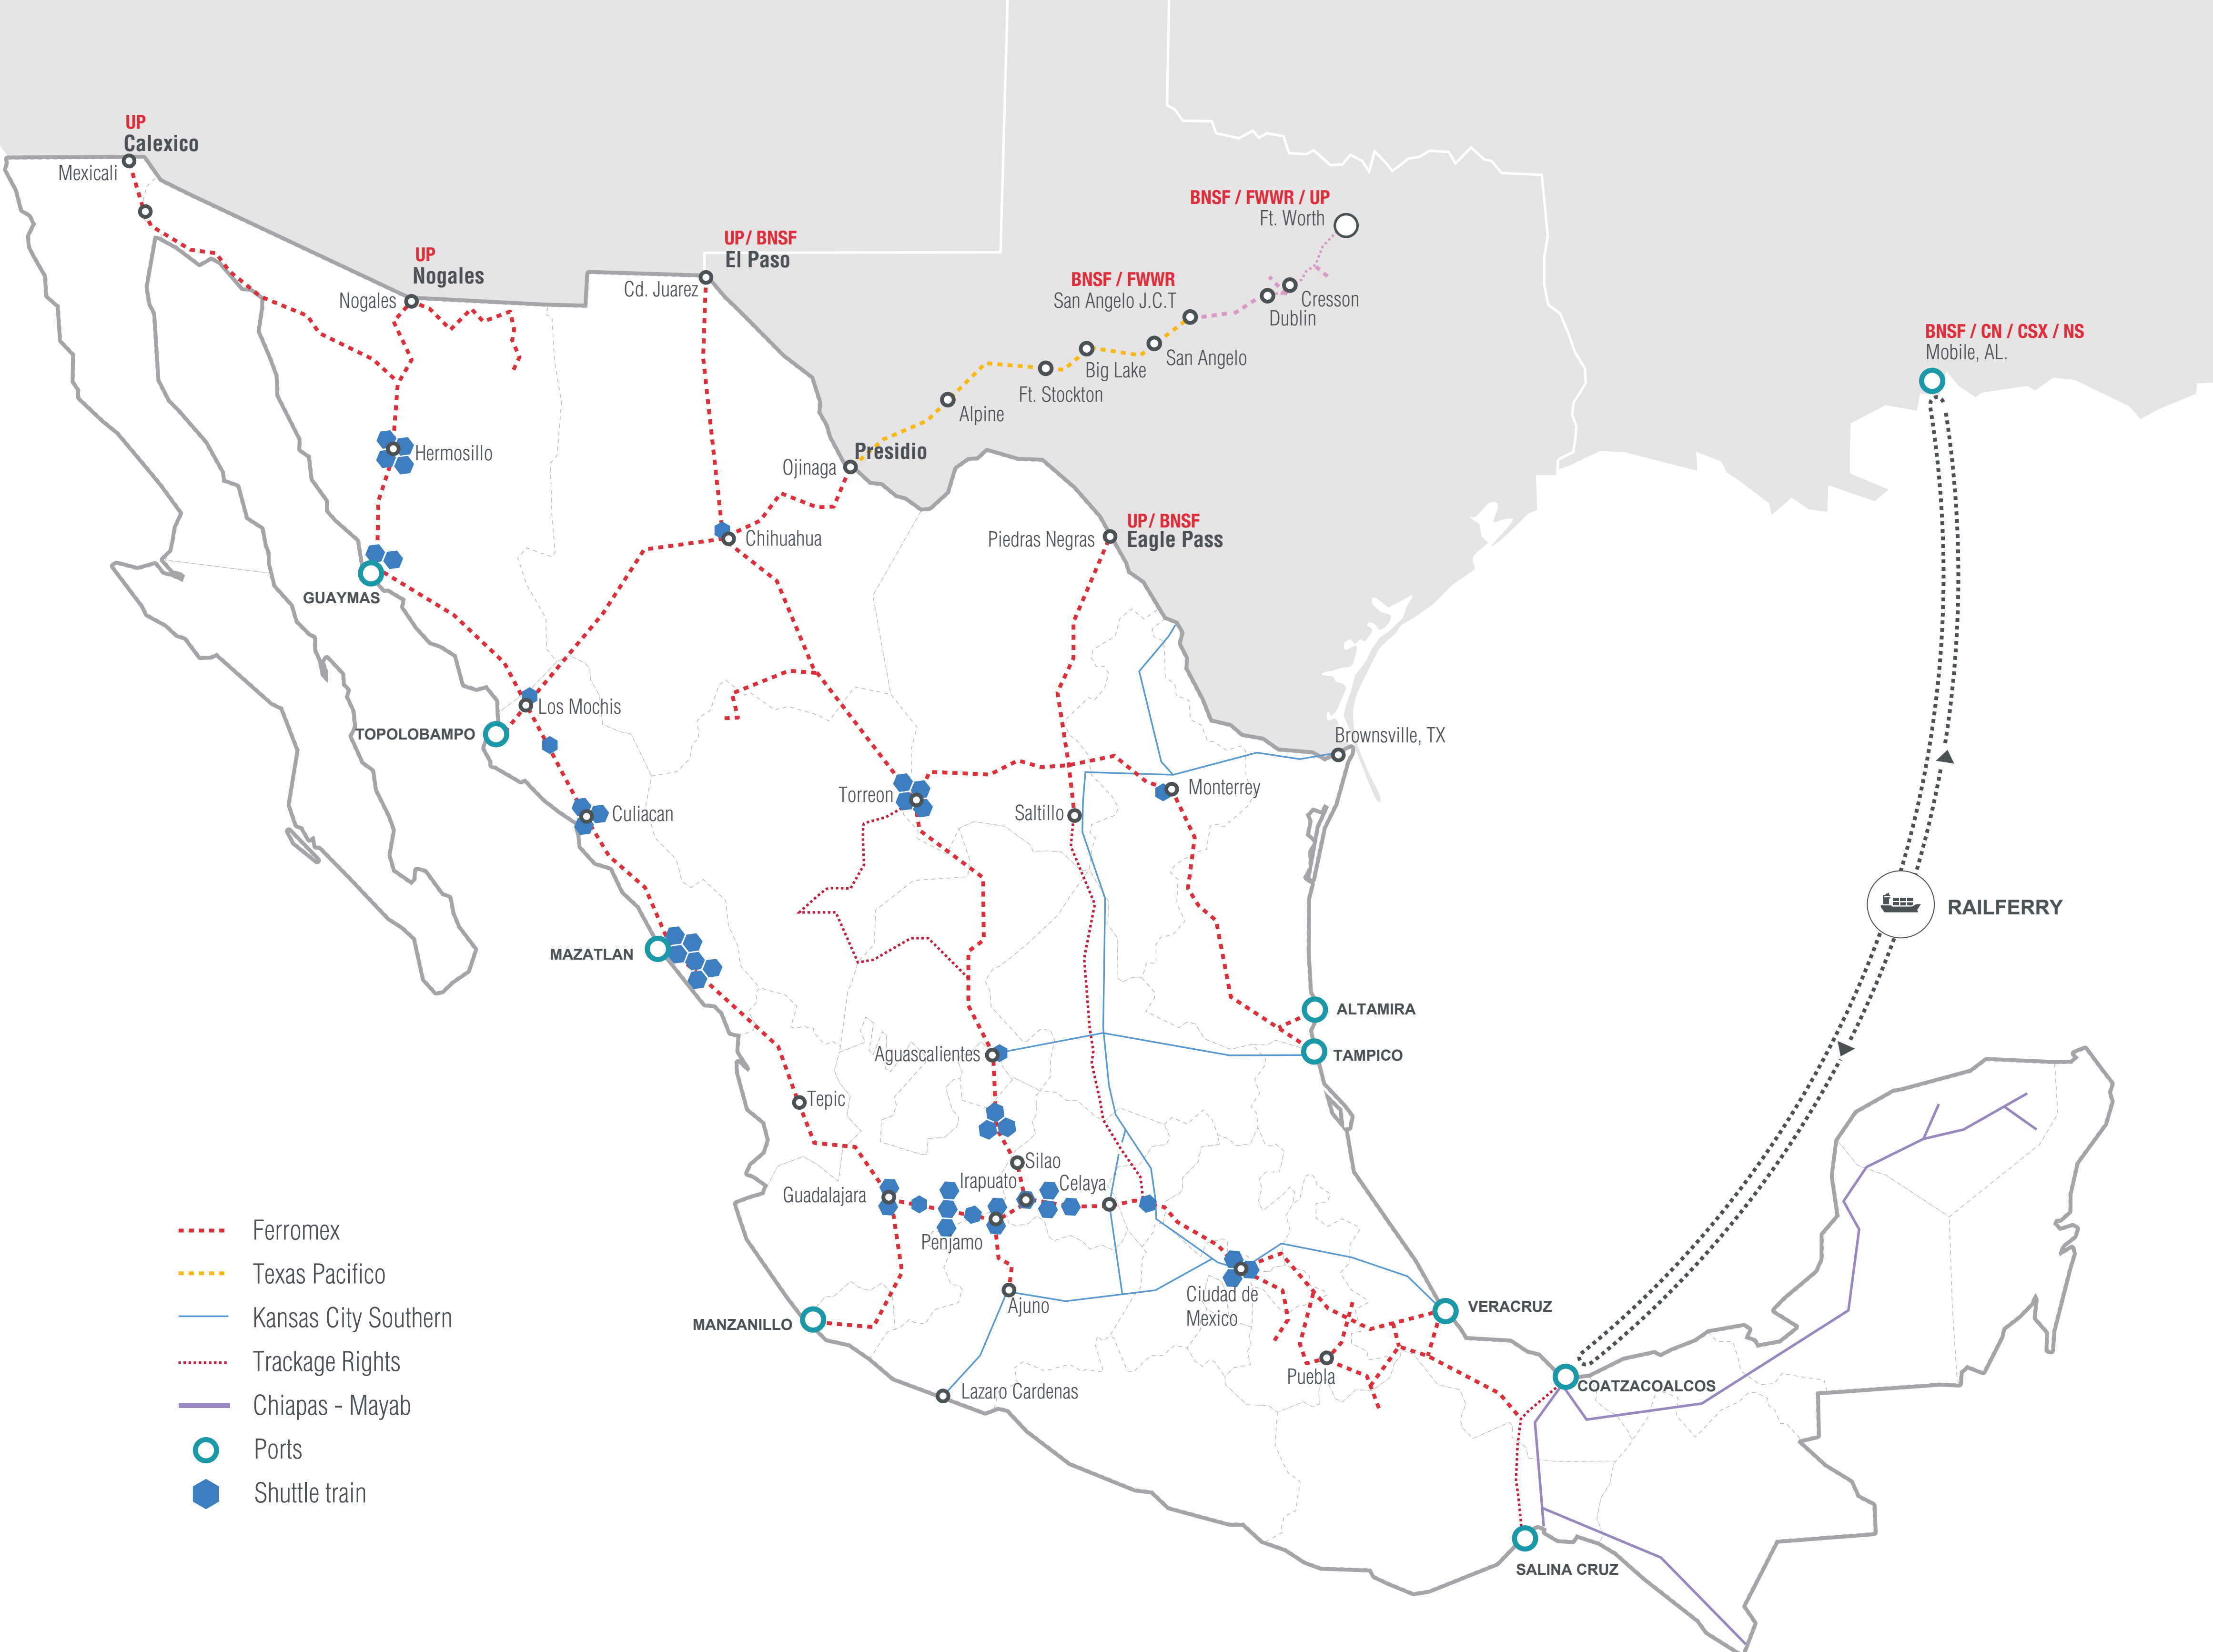 UP
Calexico
Mexicali
UP
Nogales
Nogales
UP/ BNSF
El Paso
Cd. Juarez
BNSF / FWWR / UP
Ft. Worth
BNSF / FWWR
San Angelo J.C.T
Cresson
Dublin
San Angelo
Big Lake
Ft. Stockton
Alpine
Presidio
Ojinaga
BNSF / CN / CSX / NS
Mobile, AL.
Hermosillo
Chihuahua
UP/ BNSF
Eagle Pass
Piedras Negras
GUAYMAS
Los Mochis
TOPOLOBAMPO
Brownsville, TX
Torreon
Monterrey
Saltillo
Culiacan
RAILFERRY
MAZATLAN
ALTAMIRA
TAMPICO
Aguascalientes
Tepic
Silao
Irapuato
Celaya
Guadalajara
Penjamo
Ajuno
Ciudad de
Mexico
MANZANILLO
VERACRUZ
Puebla
COATZACOALCOS
Lazaro Cardenas
SALINA CRUZ
Ferromex
Texas Pacifico
Kansas City Southern
Trackage Rights
Chiapas - Mayab
Ports
Shuttle train